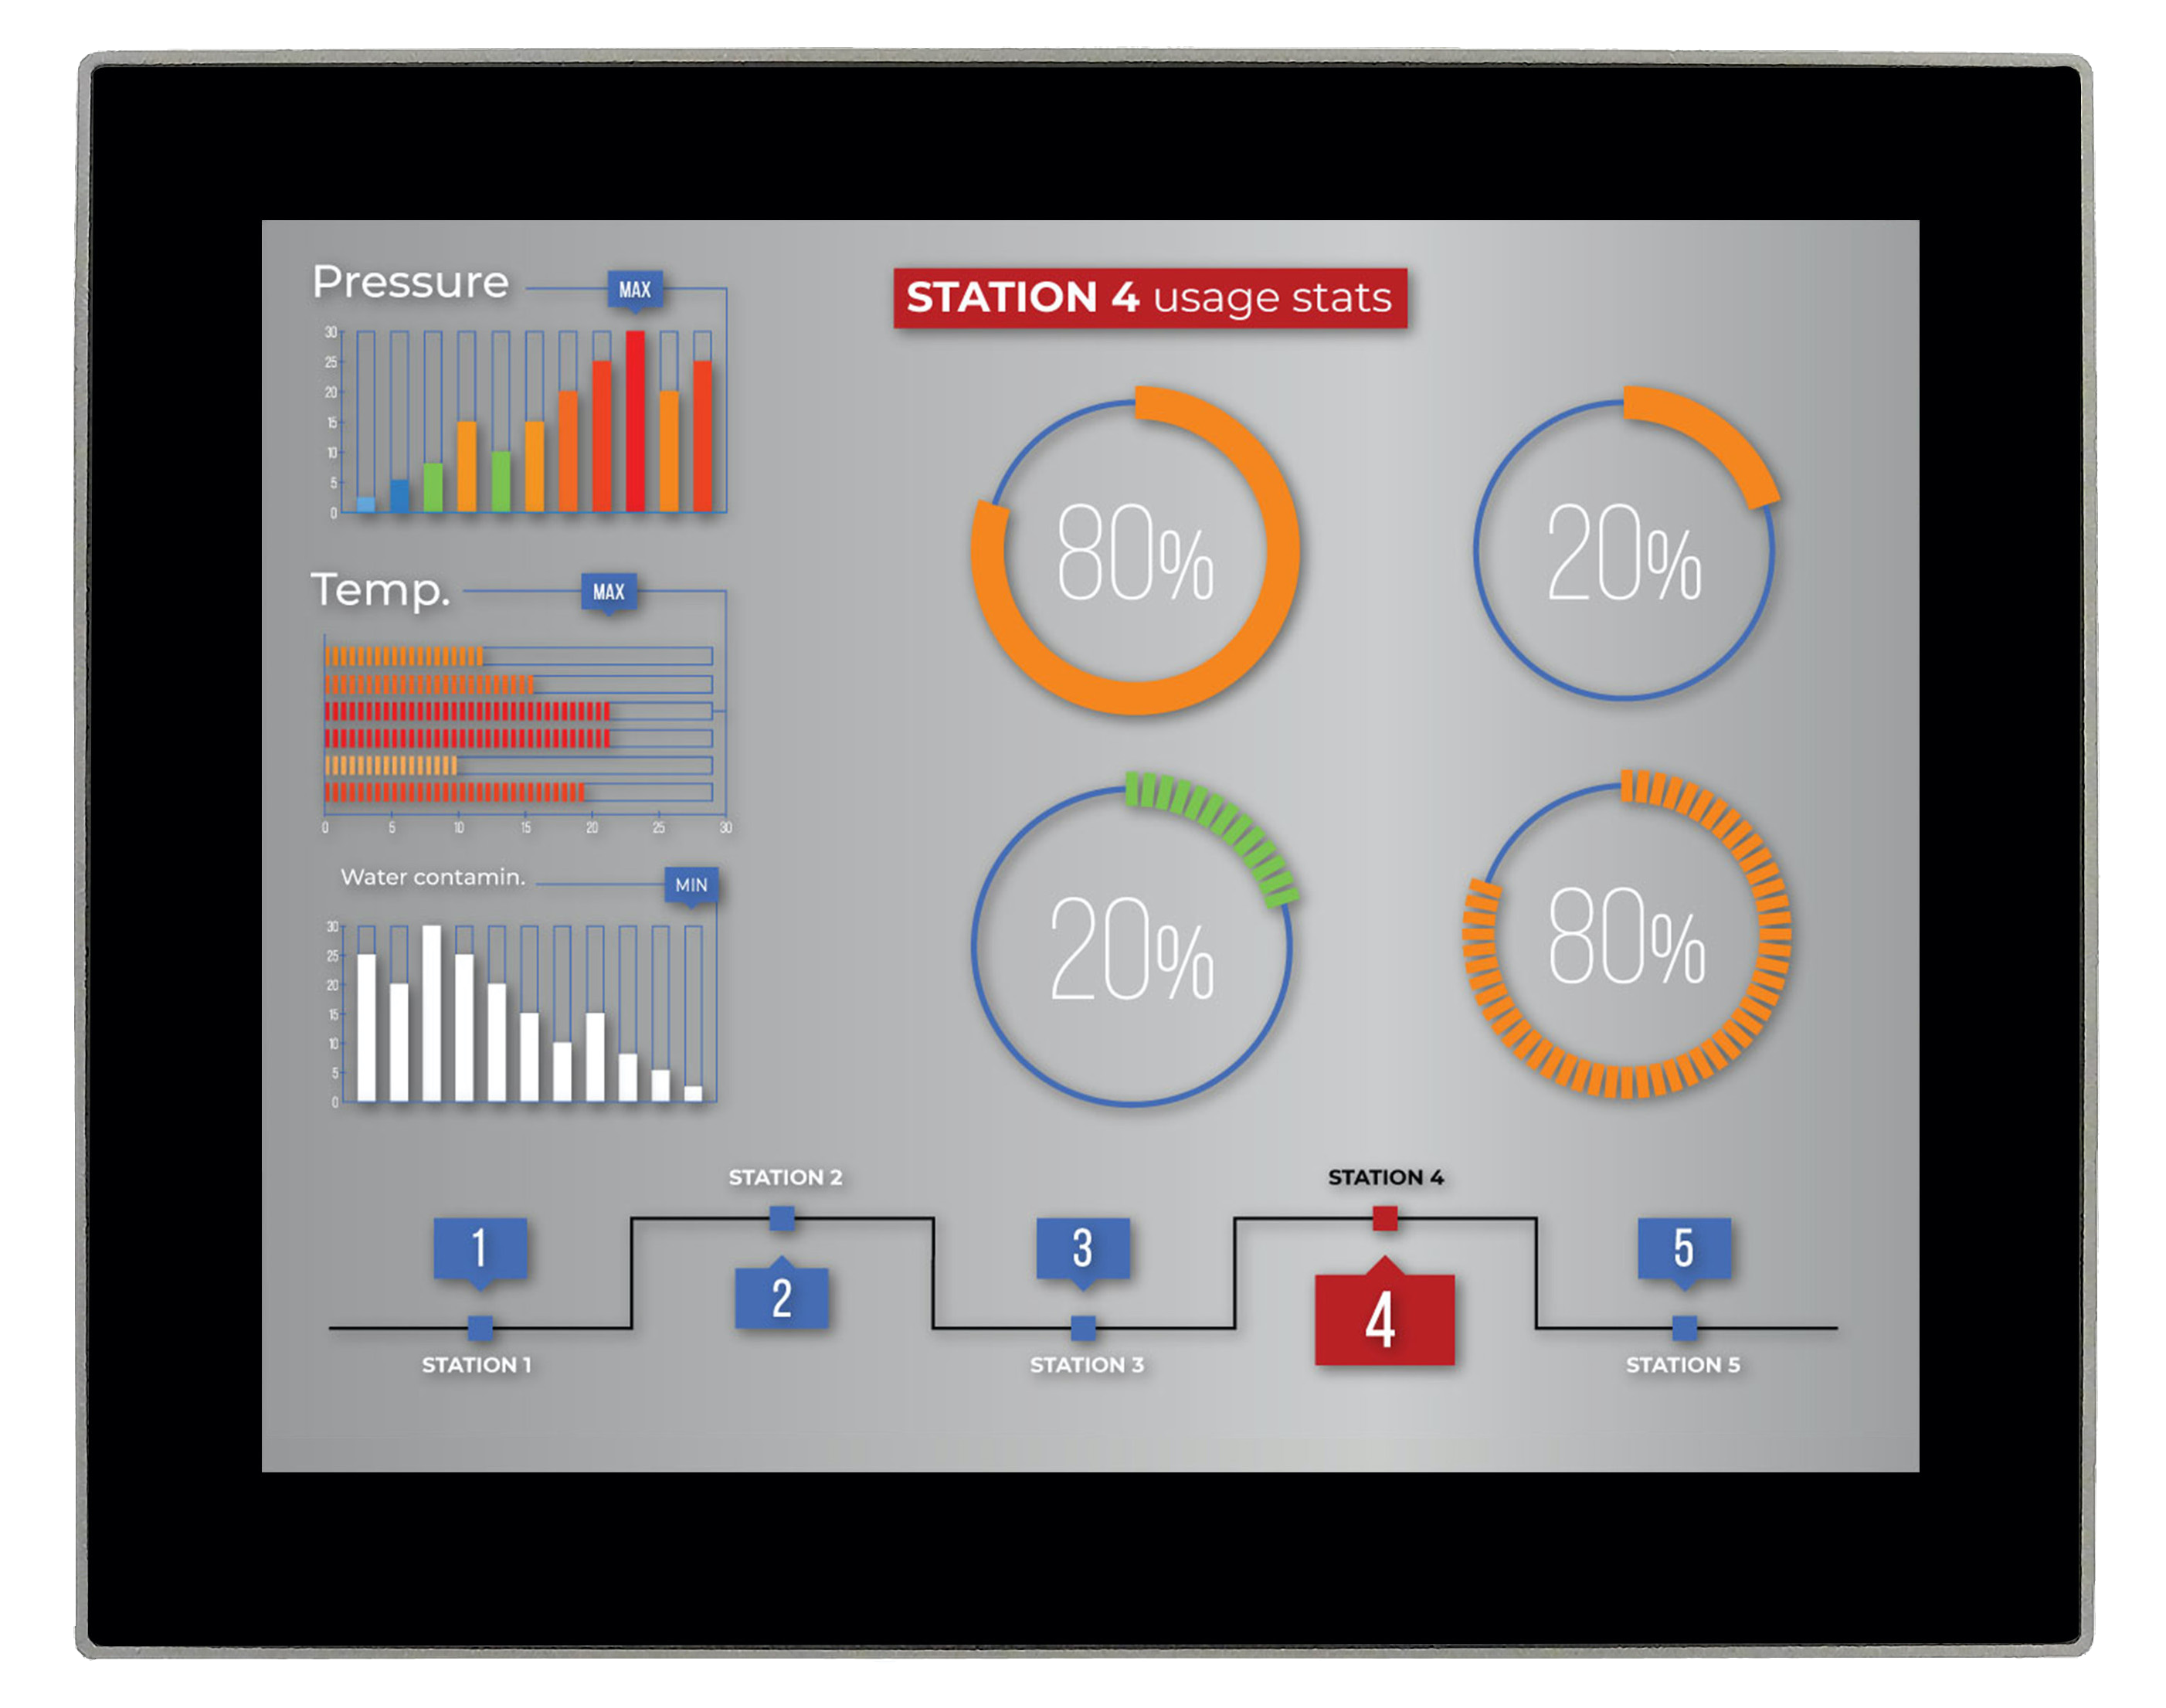 Pressure
MAX
30
25
20
15
10
5
0
Temp.
MAX
0 5 10 15 20 25 30
Water contamin.
MIN
30
25
20
15
10
5
0
STATION 4 usage stats
80%
20%
20%
80%
STATION 2
STATION 4
1
3
5
2
4
STATION 1
STATION 3
STATION 5